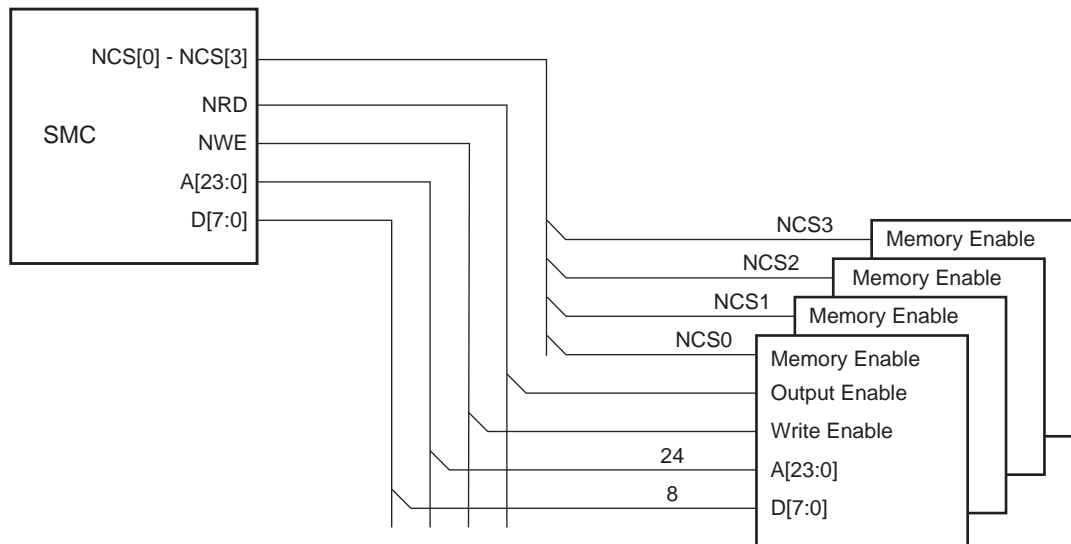 NCS[0] - NCS[3]
NRD
SMC
NWE
A[23:0]
D[7:0]
NCS3
Memory Enable
NCS2
Memory Enable
NCS1
Memory Enable
NCS0
Memory Enable
Output Enable
Write Enable
24
A[23:0]
8
D[7:0]